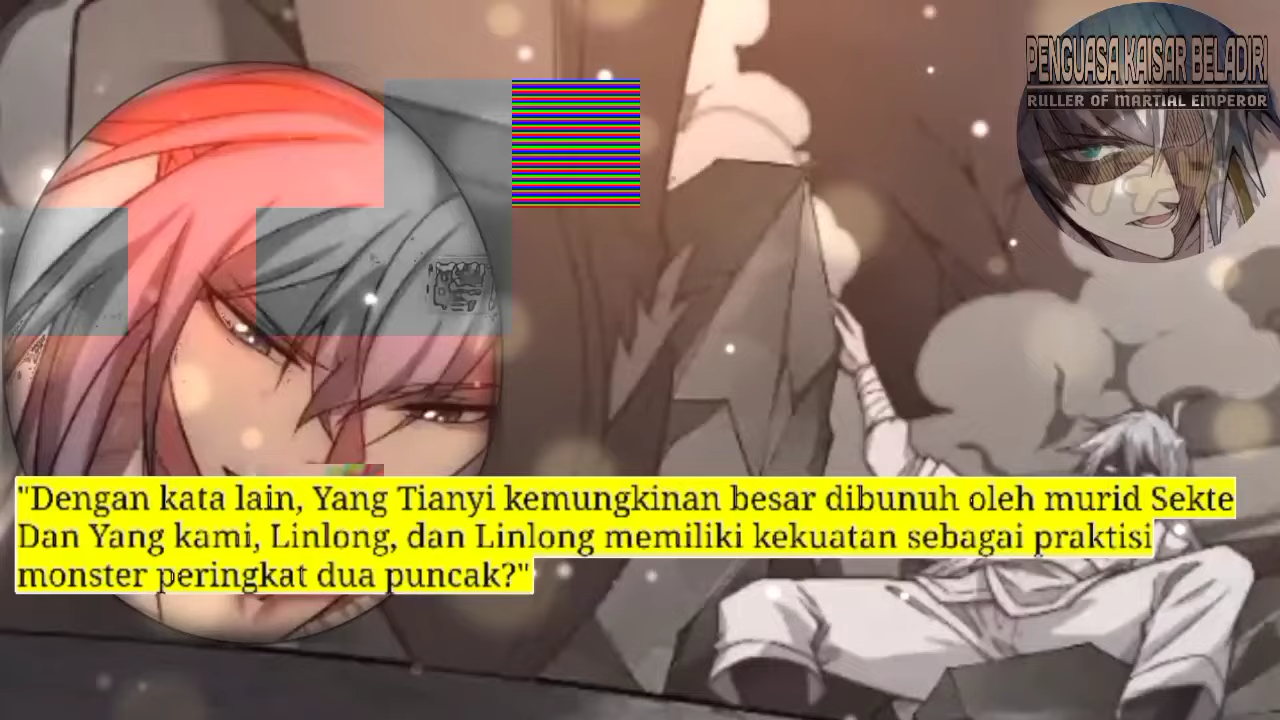 PENGUASA KAISAR BELADIRI
RULLER OF MARTIAL EMPEROR
"Dengan kata lain, Yang Tianyi kemungkinan besar dibunuh oleh murid Sekte
Dan Yang kami, Linlong, dan Linlong memiliki kekuatan sebagai praktisi
monster peringkat dua puncak?"